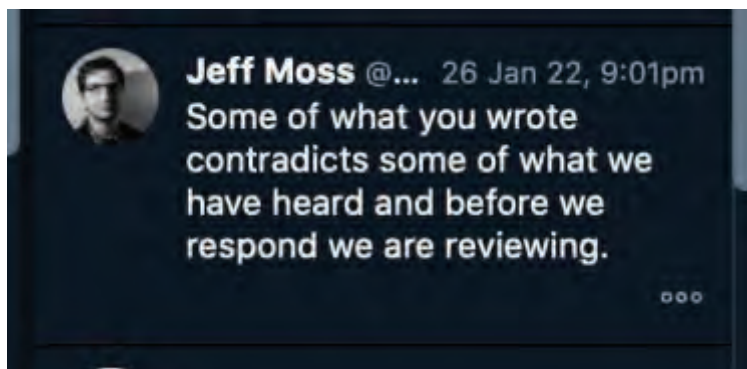 Jeff Moss @... 26 Jan 22, 9:01pm
Some of what you wrote
contradicts some of what we
have heard and before we
respond we are reviewing.